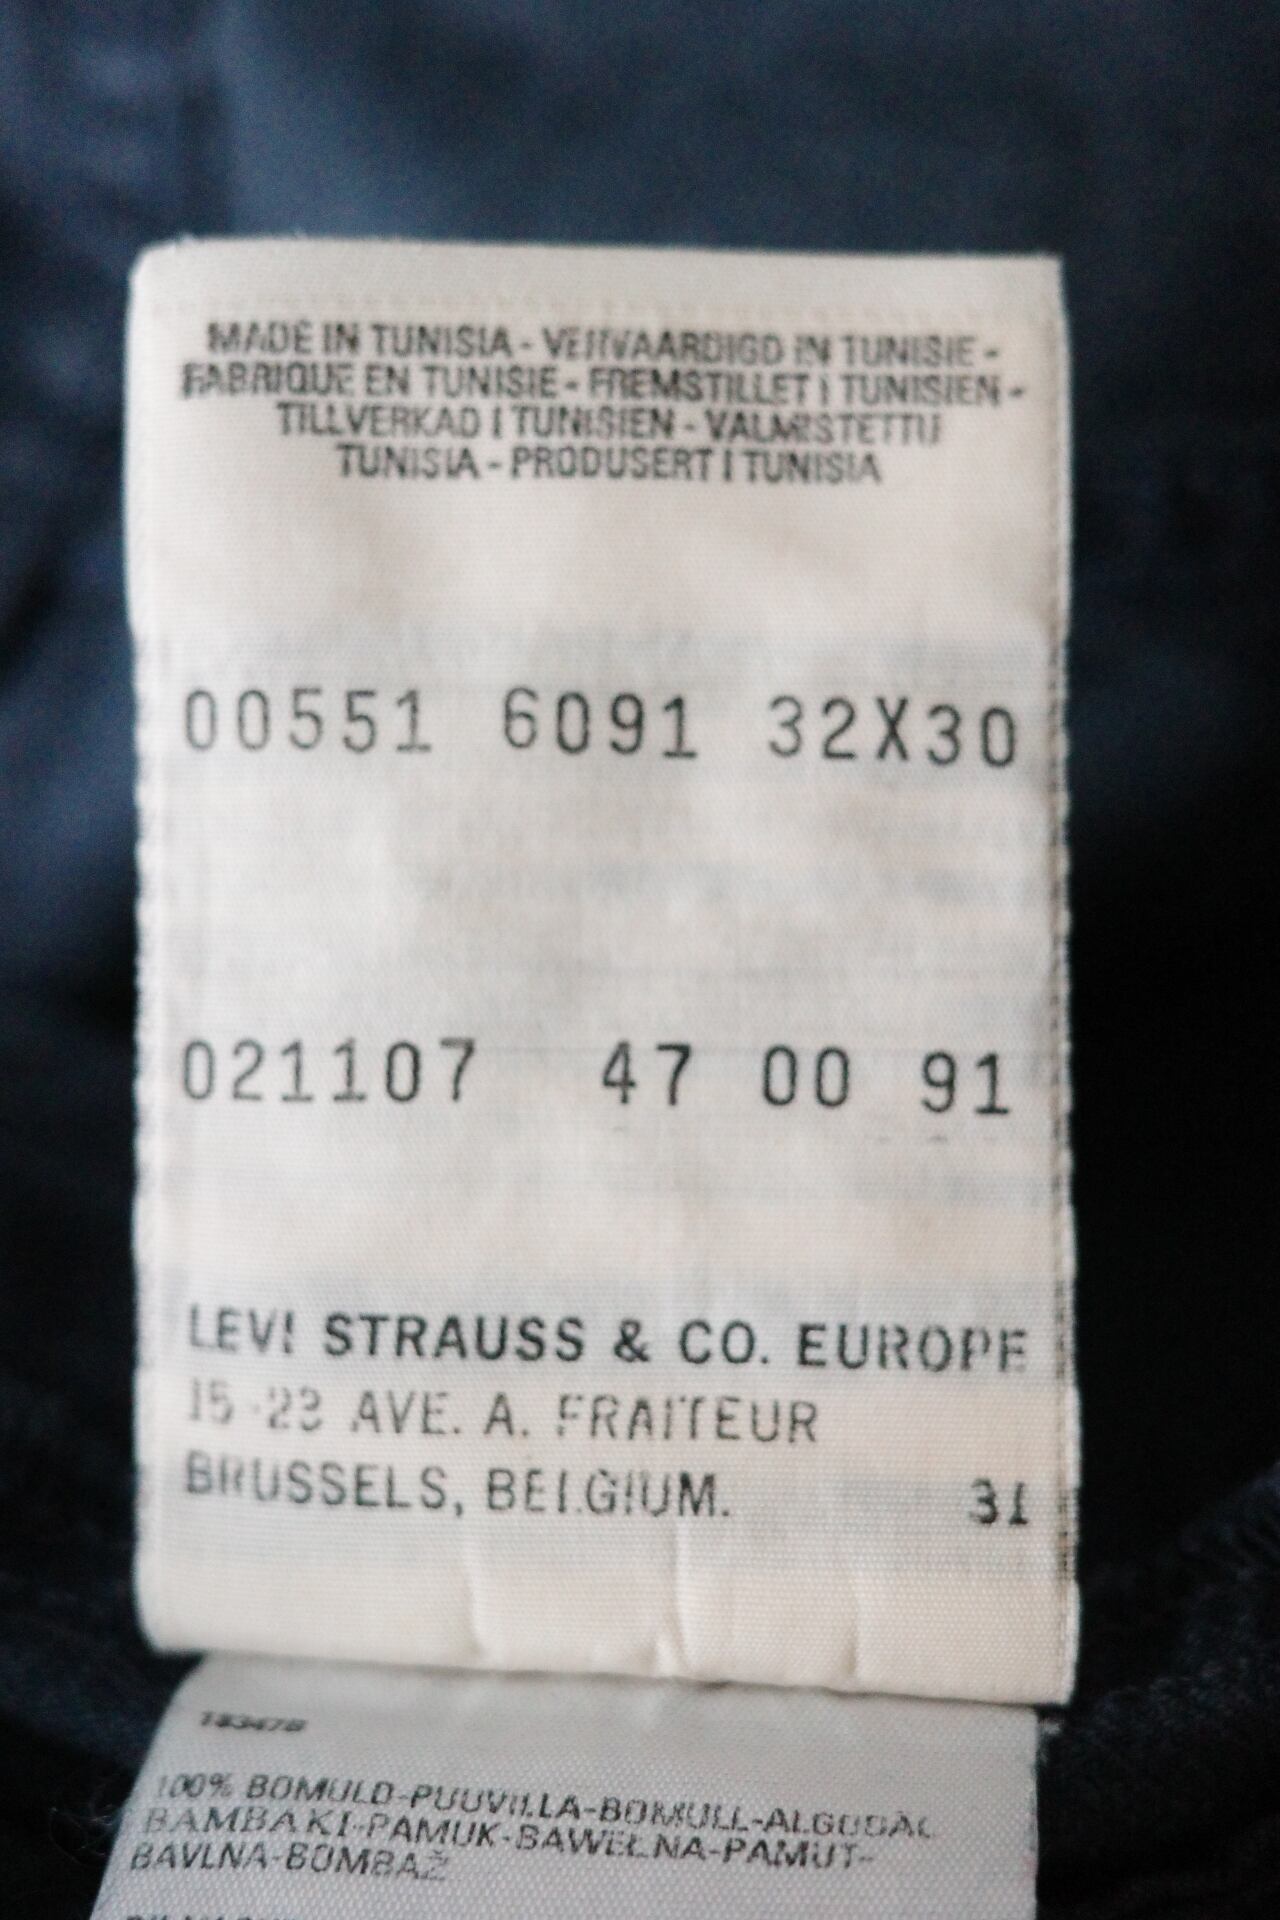 MADE IN TUNISIA - VERVAARDIGD IN TUNISIE -
FABRIQUE EN TUNISIE - FREMSTILLET I TUNISIEN -
TILLVERKAD I TUNISIEN - VALMISTETTU
TUNISIA - PRODUSERT I TUNISIA
00551 6091 32X30
021107 47 00 91
LEVI STRAUSS & CO. EUROPE
15-23 AVE. A. FRAITEUR
BRUSSELS, BELGIUM. 31
100% BOMULD-PUUVILLA-BOMULL-ALGODÃO
BAMBAKI-PAMUK-BAWEŁNA-PAMUT-
BAVLNA-BOMBAŽ